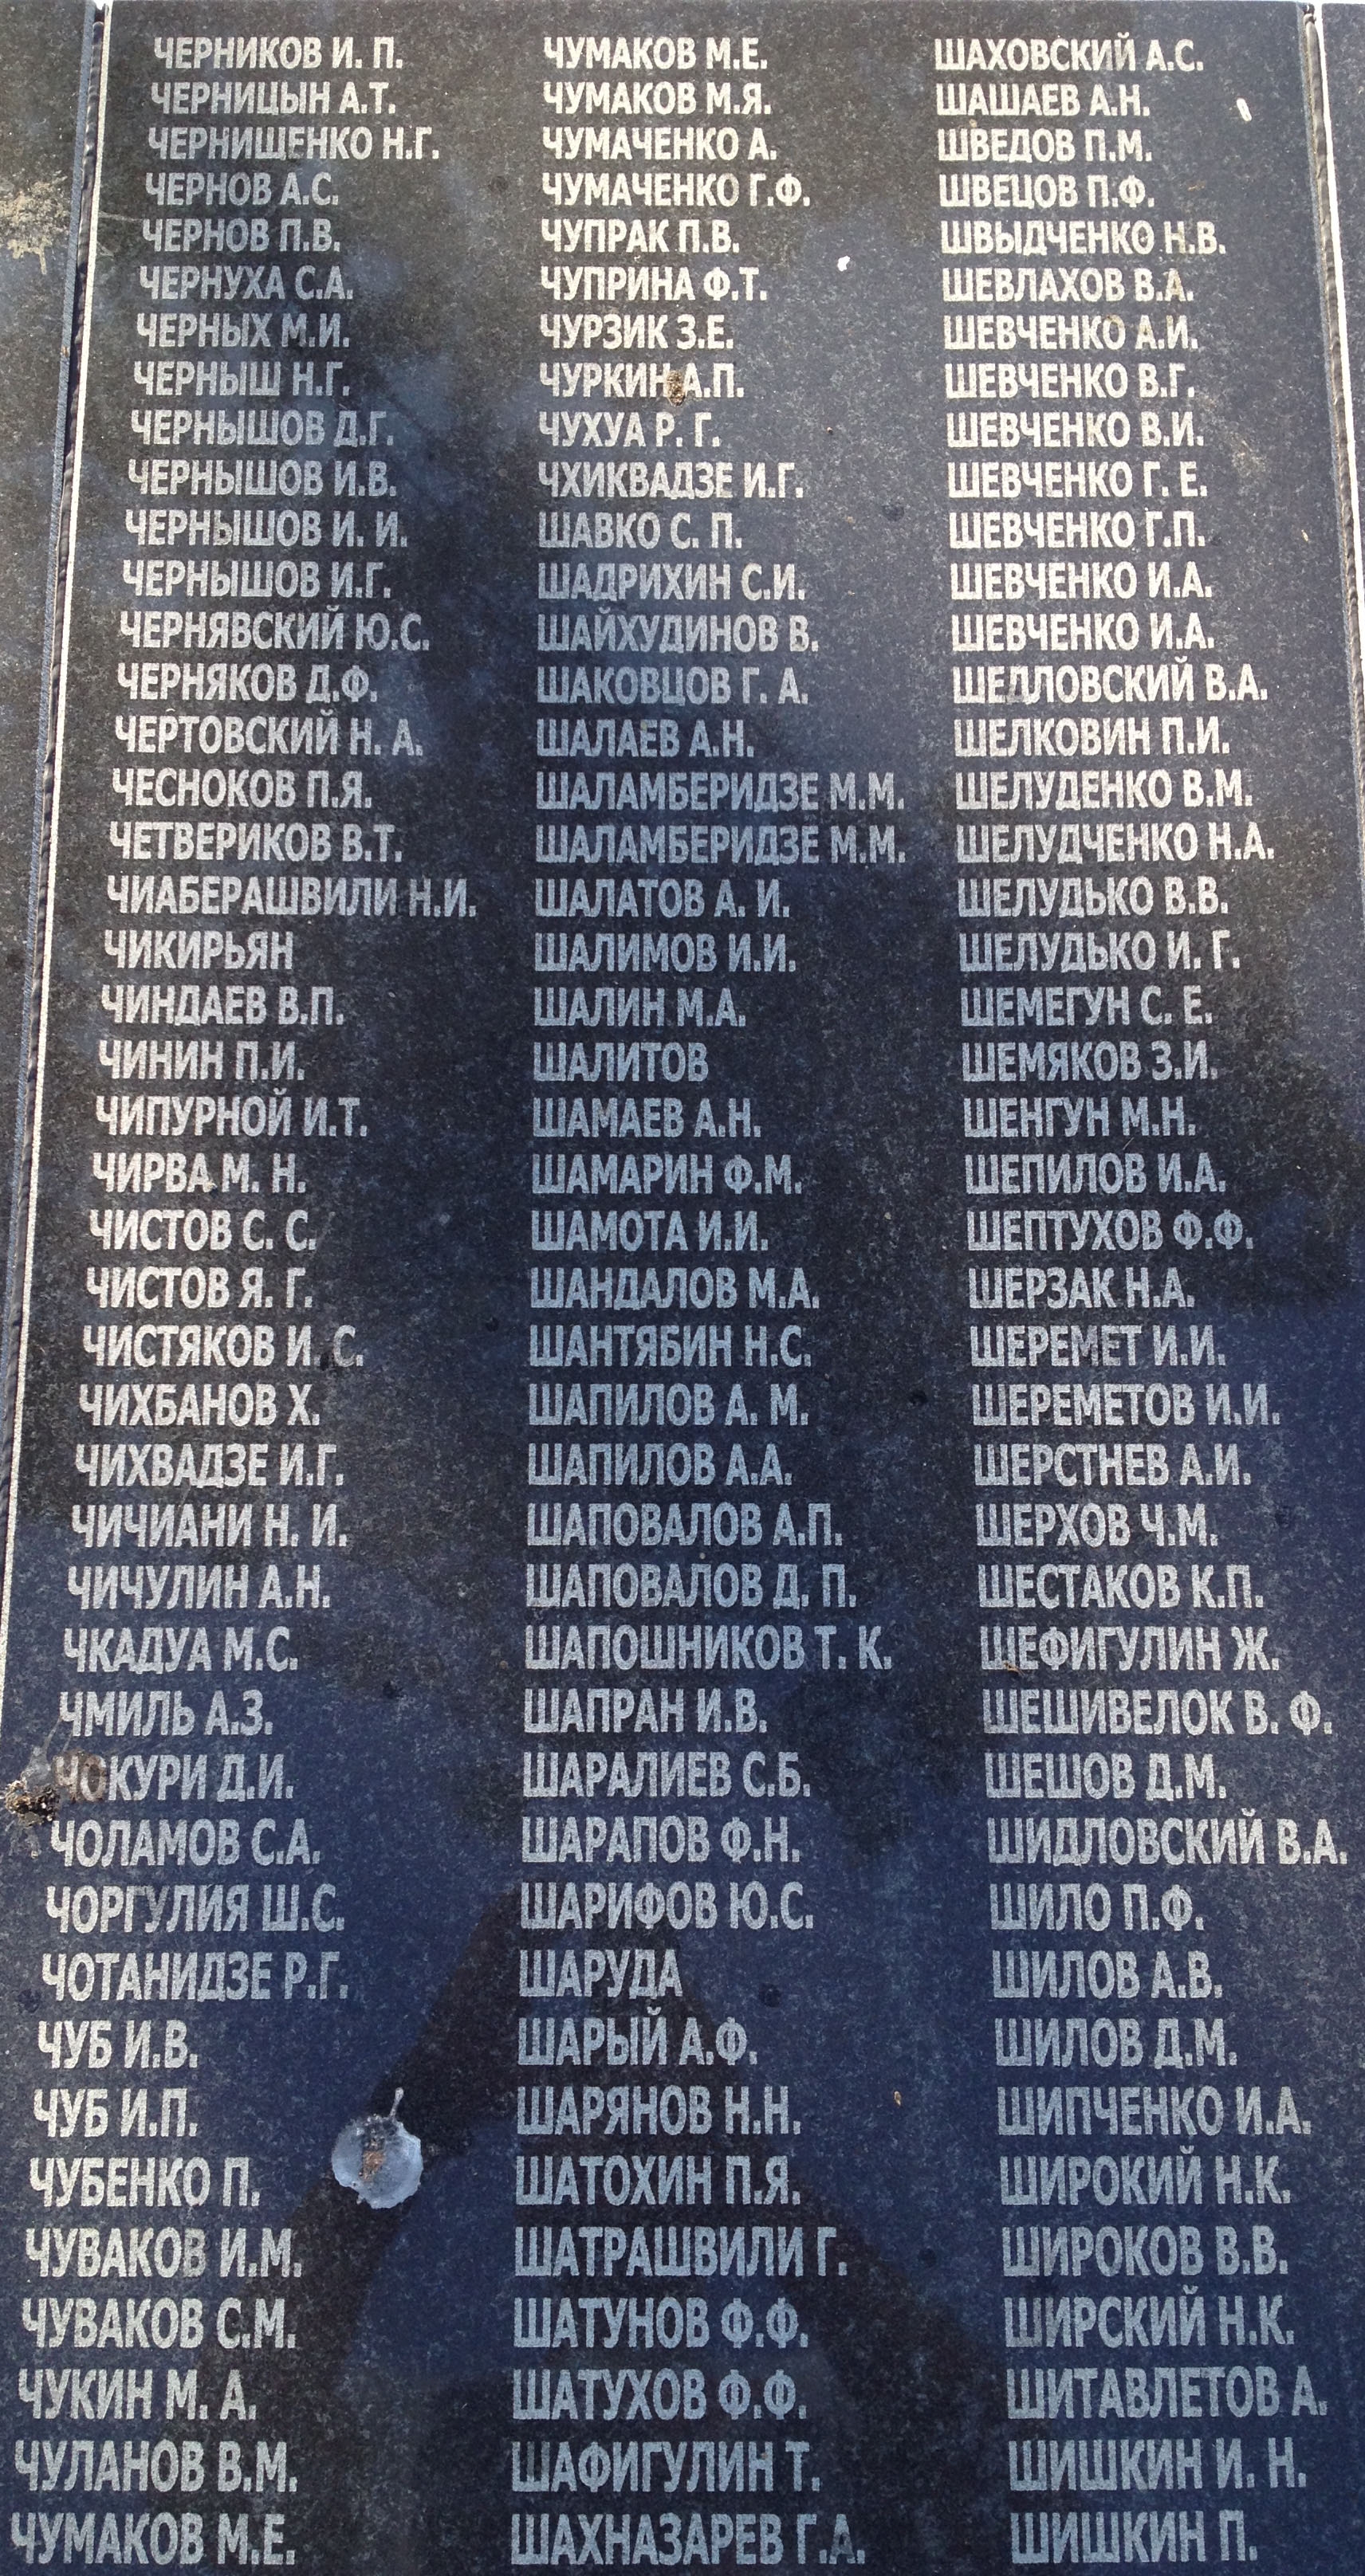 ЧЕРНИКОВ И. П.
ЧЕРНИЦЫН А.Т.
ЧЕРНИЩЕНКО Н.Г.
ЧЕРНОВ А.С.
ЧЕРНОВ П.В.
ЧЕРНУХА С.А.
ЧЕРНЫХ М.И.
ЧЕРНЫШ Н.Г.
ЧЕРНЫШОВ Д.Г.
ЧЕРНЫШОВ И.В.
ЧЕРНЫШОВ И. И.
ЧЕРНЫШОВ И.Г.
ЧЕРНЯВСКИЙ Ю.С.
ЧЕРНЯКОВ Д.Ф.
ЧЕРТОВСКИЙ Н. А.
ЧЕСНОКОВ П.Я.
ЧЕТВЕРИКОВ В.Т.
ЧИАБЕРАШВИЛИ Н.И.
ЧИКИРЬЯН
ЧИНДАЕВ В.П.
ЧИНИН П.И.
ЧИПУРНОЙ И.Т.
ЧИРВА М. Н.
ЧИСТОВ С. С.
ЧИСТОВ Я. Г.
ЧИСТЯКОВ И. С.
ЧИХБАНОВ Х.
ЧИХВАДЗЕ И.Г.
ЧИЧИАНИ Н. И.
ЧИЧУЛИН А.Н.
ЧКАДУА М.С.
ЧМИЛЬ А.З.
ЧОКУРИ Д.И.
ЧОЛАМОВ С.А.
ЧОРГУЛИЯ Ш.С.
ЧОТАНИДЗЕ Р.Г.
ЧУБ И.В.
ЧУБ И.П.
ЧУБЕНКО П.
ЧУВАКОВ И.М.
ЧУВАКОВ С.М.
ЧУКИН М. А.
ЧУЛАНОВ В.М.
ЧУМАКОВ М.Е.
ЧУМАКОВ М.Е.
ЧУМАКОВ М.Я.
ЧУМАЧЕНКО А.
ЧУМАЧЕНКО Г.Ф.
ЧУПРАК П.В.
ЧУПРИНА Ф.Т.
ЧУРЗИК З.Е.
ЧУРКИН А.П.
ЧУХУА Р. Г.
ЧХИКВАДЗЕ И.Г.
ШАВКО С. П.
ШАДРИХИН С.И.
ШАЙХУДИНОВ В.
ШАКОВЦОВ Г. А.
ШАЛАЕВ А.Н.
ШАЛАМБЕРИДЗЕ М.М.
ШАЛАМБЕРИДЗЕ М.М.
ШАЛАТОВ А. И.
ШАЛИМОВ И.И.
ШАЛИН М.А.
ШАЛИТОВ
ШАМАЕВ А.Н.
ШАМАРИН Ф.М.
ШАМОТА И.И.
ШАНДАЛОВ М.А.
ШАНТЯБИН Н.С.
ШАПИЛОВ А. М.
ШАПИЛОВ А.А.
ШАПОВАЛОВ А.П.
ШАПОВАЛОВ Д. П.
ШАПОШНИКОВ Т. К.
ШАПРАН И.В.
ШАРАЛИЕВ С.Б.
ШАРАПОВ Ф.Н.
ШАРИФОВ Ю.С.
ШАРУДА
ШАРЫЙ А.Ф.
ШАРЯНОВ Н.Н.
ШАТОХИН П.Я.
ШАТРАШВИЛИ Г.
ШАТУНОВ Ф.Ф.
ШАТУХОВ Ф.Ф.
ШАФИГУЛИН Т.
ШАХНАЗАРЕВ Г.А.
ШАХОВСКИЙ А.С.
ШАШАЕВ А.Н.
ШВЕДОВ П.М.
ШВЕЦОВ П.Ф.
ШВЫДЧЕНКО Н.В.
ШЕВЛАХОВ В.А.
ШЕВЧЕНКО А.И.
ШЕВЧЕНКО В.Г.
ШЕВЧЕНКО В.И.
ШЕВЧЕНКО Г. Е.
ШЕВЧЕНКО Г.П.
ШЕВЧЕНКО И.А.
ШЕВЧЕНКО И.А.
ШЕДЛОВСКИЙ В.А.
ШЕЛКОВИН П.И.
ШЕЛУДЕНКО В.М.
ШЕЛУДЧЕНКО Н.А.
ШЕЛУДЬКО В.В.
ШЕЛУДЬКО И. Г.
ШЕМЕГУН С. Е.
ШЕМЯКОВ З.И.
ШЕНГУН М.Н.
ШЕПИЛОВ И.А.
ШЕПТУХОВ Ф.Ф.
ШЕРЗАК Н.А.
ШЕРЕМЕТ И.И.
ШЕРЕМЕТОВ И.И.
ШЕРСТНЕВ А.И.
ШЕРХОВ Ч.М.
ШЕСТАКОВ К.П.
ШЕФИГУЛИН Ж.
ШЕШИВЕЛОК В. Ф.
ШЕШОВ Д.М.
ШИДЛОВСКИЙ В.А.
ШИЛО П.Ф.
ШИЛОВ А.В.
ШИЛОВ Д.М.
ШИПЧЕНКО И.А.
ШИРОКИЙ Н.К.
ШИРОКОВ В.В.
ШИРСКИЙ Н.К.
ШИТАВЛЕТОВ А.
ШИШКИН И. Н.
ШИШКИН П.